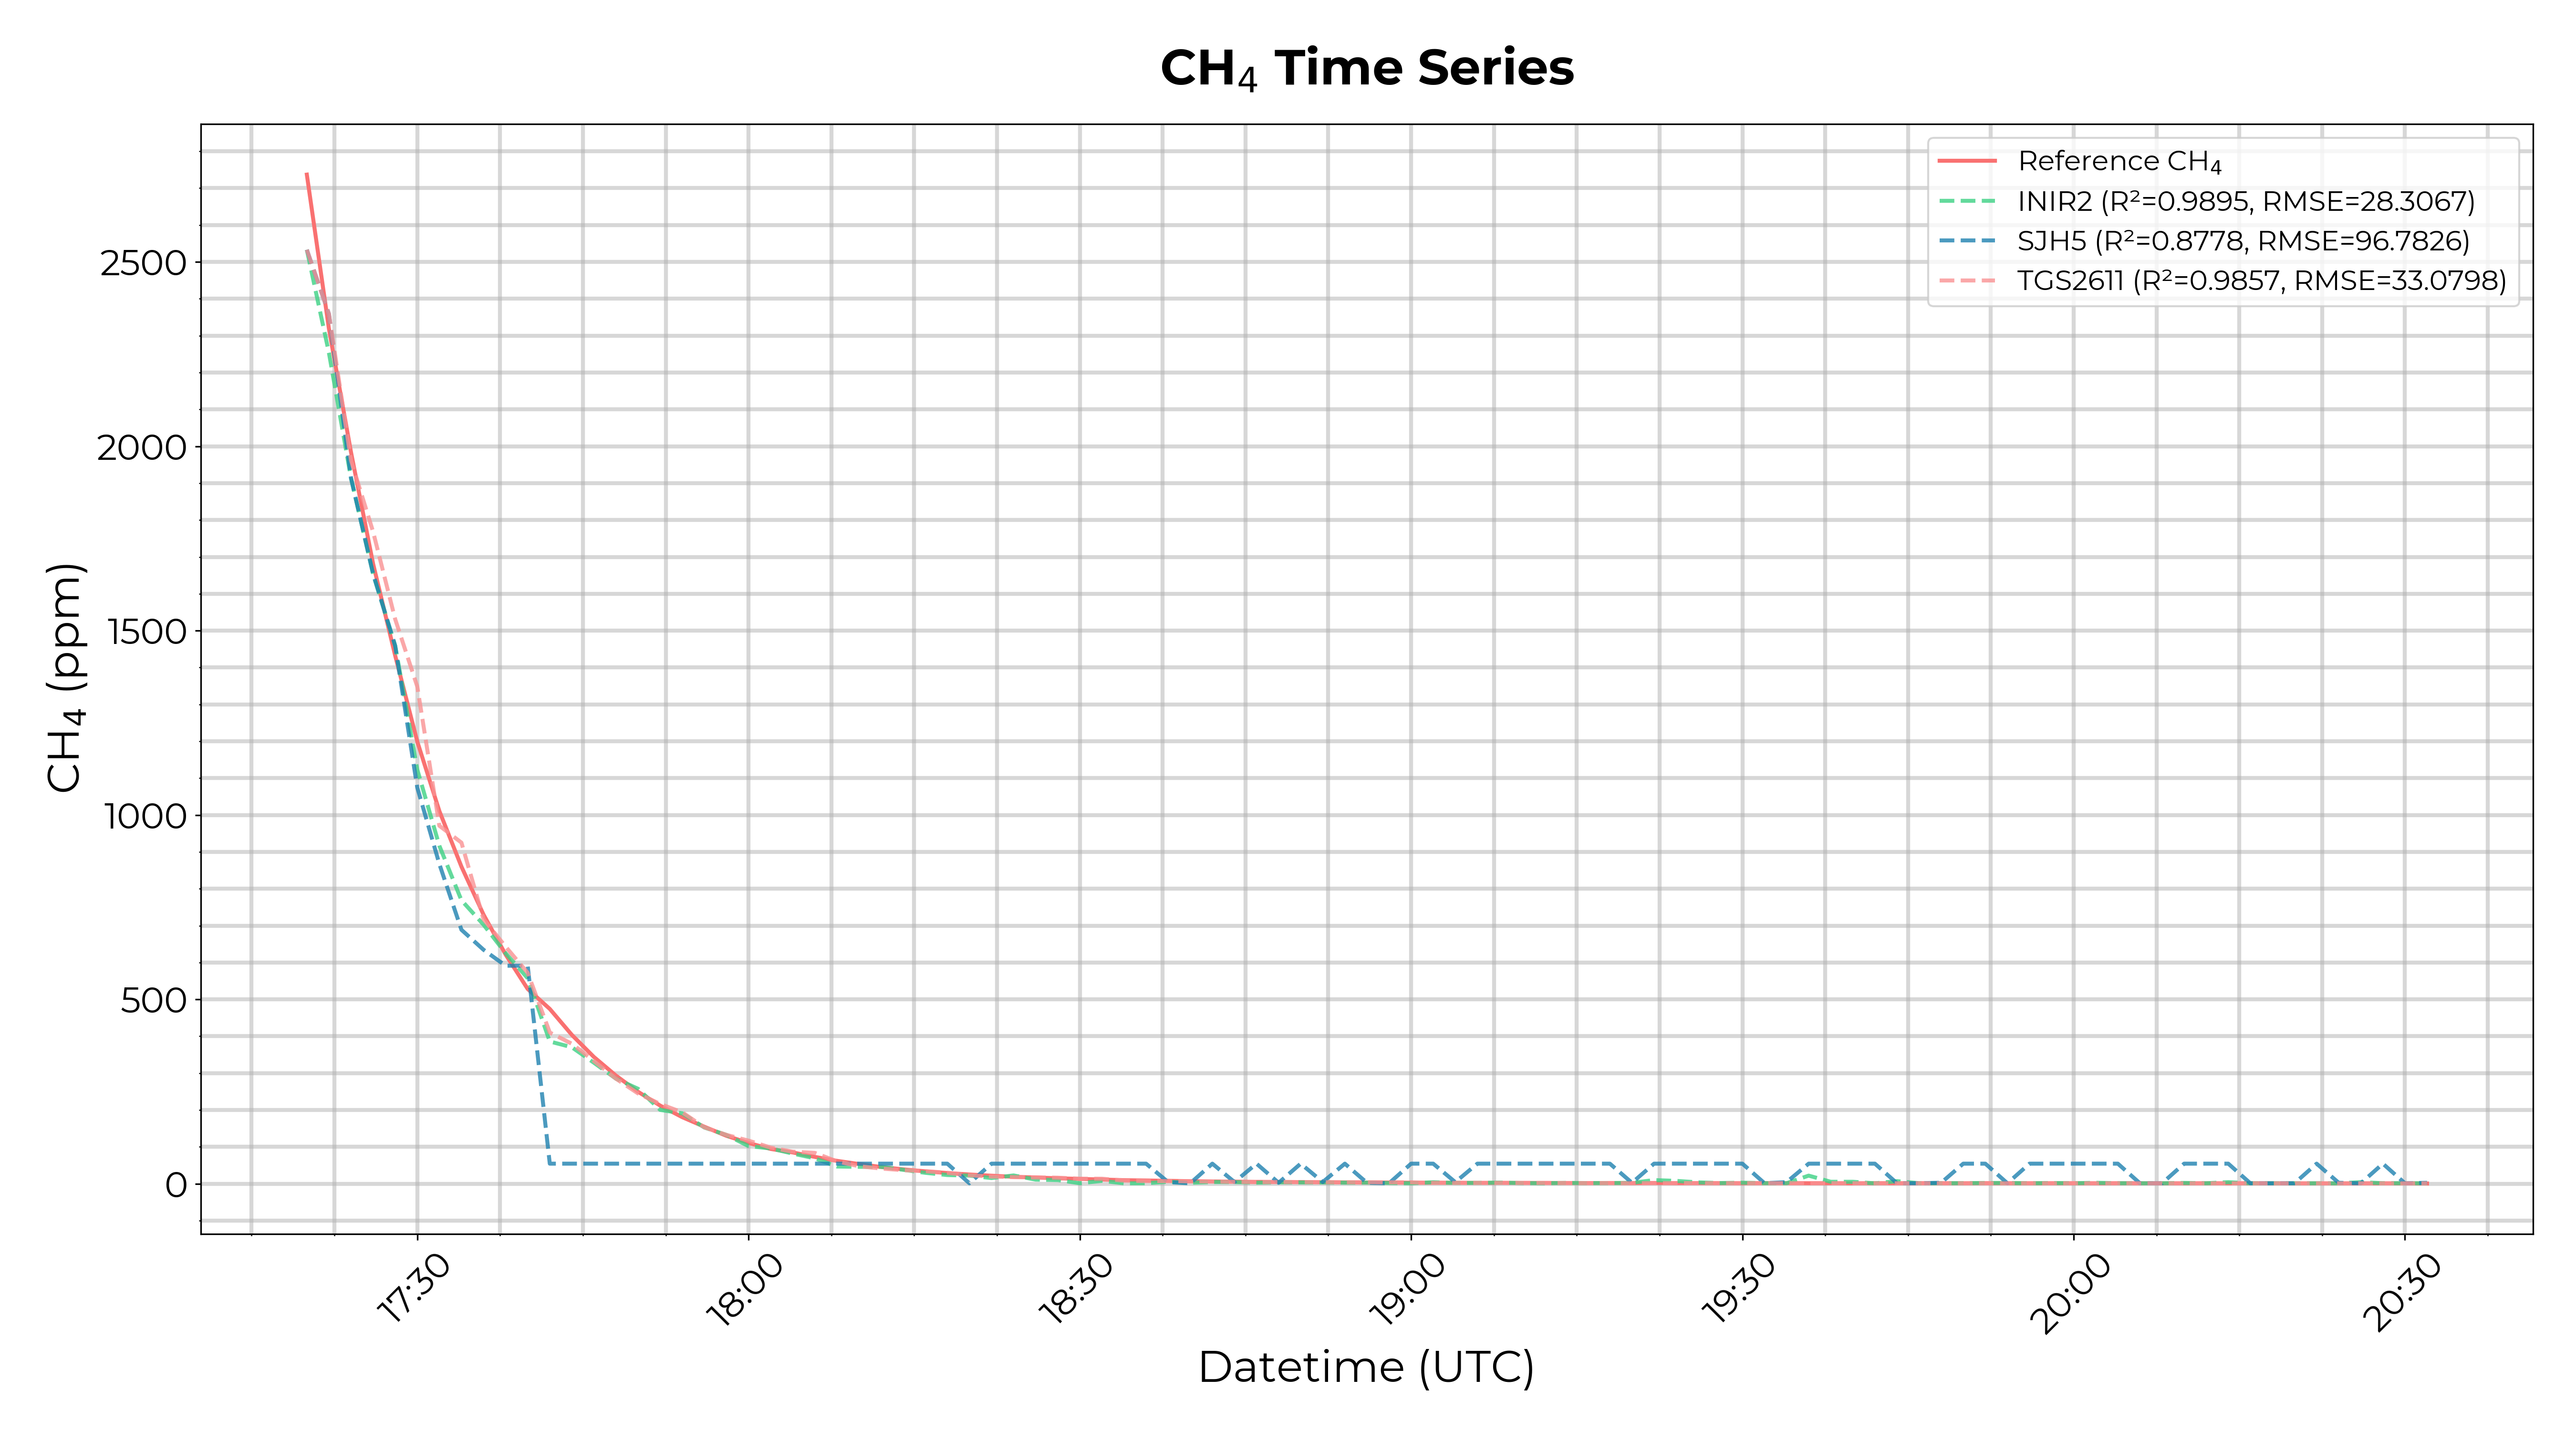 CH₄ Time Series
Reference CH₄
INIR2 (R²=0.9895, RMSE=28.3067)
SJH5 (R²=0.8778, RMSE=96.7826)
TGS2611 (R²=0.9857, RMSE=33.0798)
CH₄ (ppm)
2500
2000
1500
1000
500
0
17:30
18:00
18:30
19:00
19:30
20:00
20:30
Datetime (UTC)